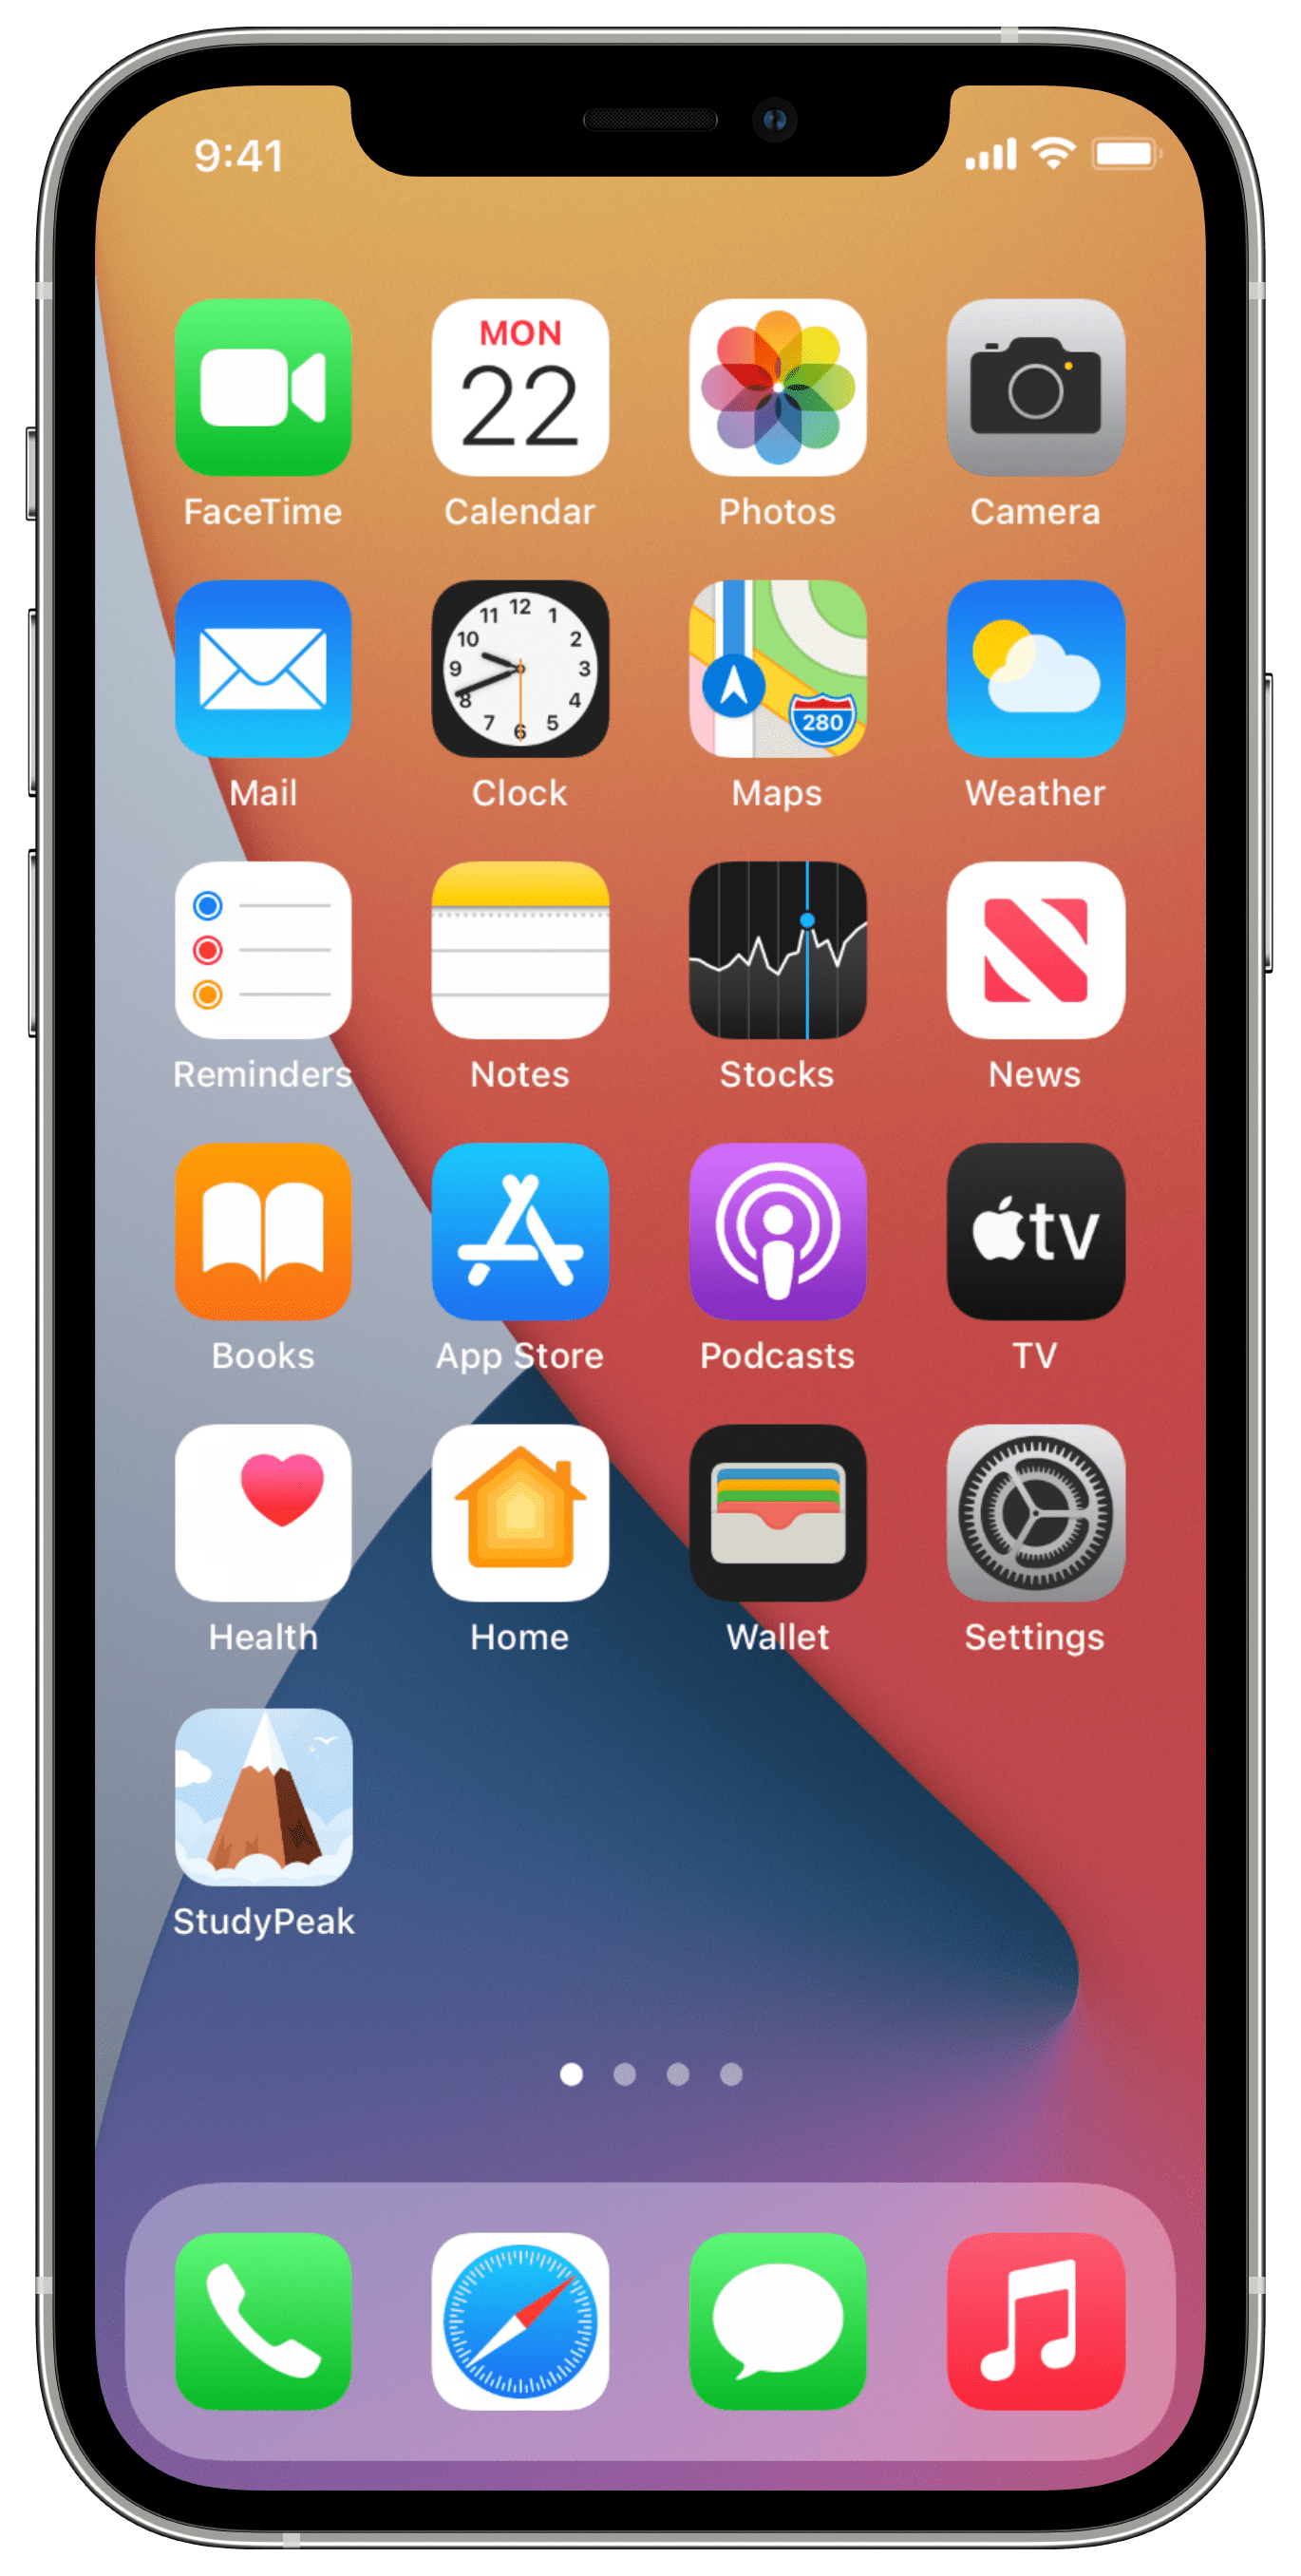 9:41
MON
22
FaceTime
Calendar
Photos
Camera
12
11
1
10
2
9
3
8
4
7
5
6
280
Mail
Clock
Maps
Weather
Reminders
Notes
Stocks
News
tv
Books
App Store
Podcasts
TV
Health
Home
Wallet
Settings
StudyPeak